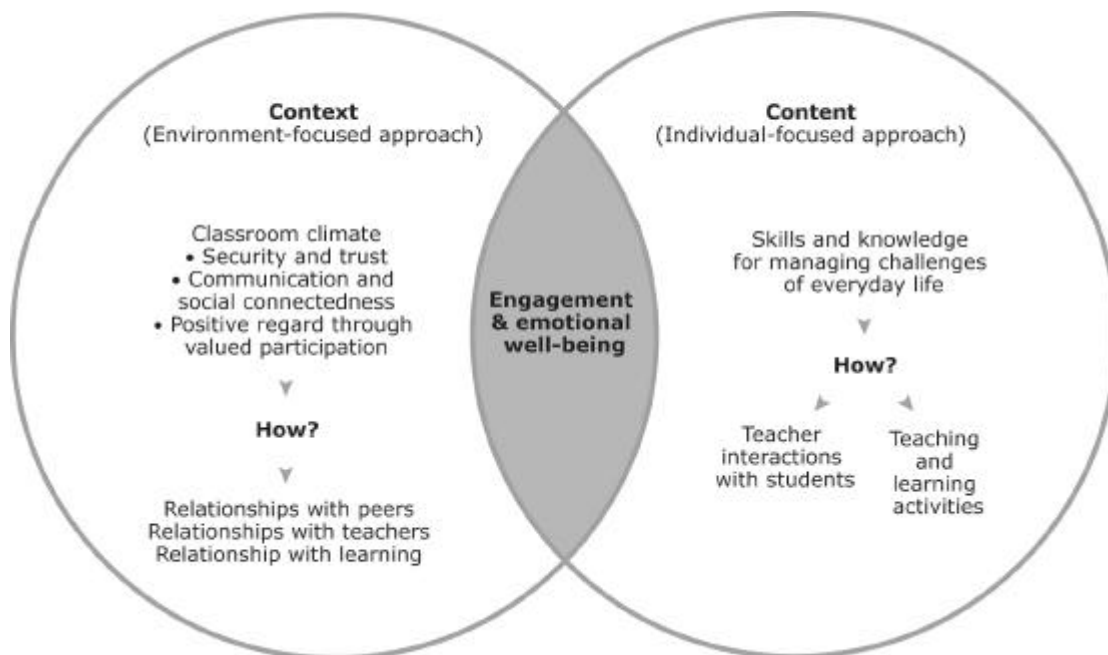 Context
(Environment-focused approach)
Classroom climate
• Security and trust
• Communication and
social connectedness
• Positive regard through
valued participation
How?
Relationships with peers
Relationships with teachers
Relationship with learning
Engagement
& emotional
well-being
Content
(Individual-focused approach)
Skills and knowledge
for managing challenges
of everyday life
How?
Teacher
interactions
with students
Teaching
and
learning
activities